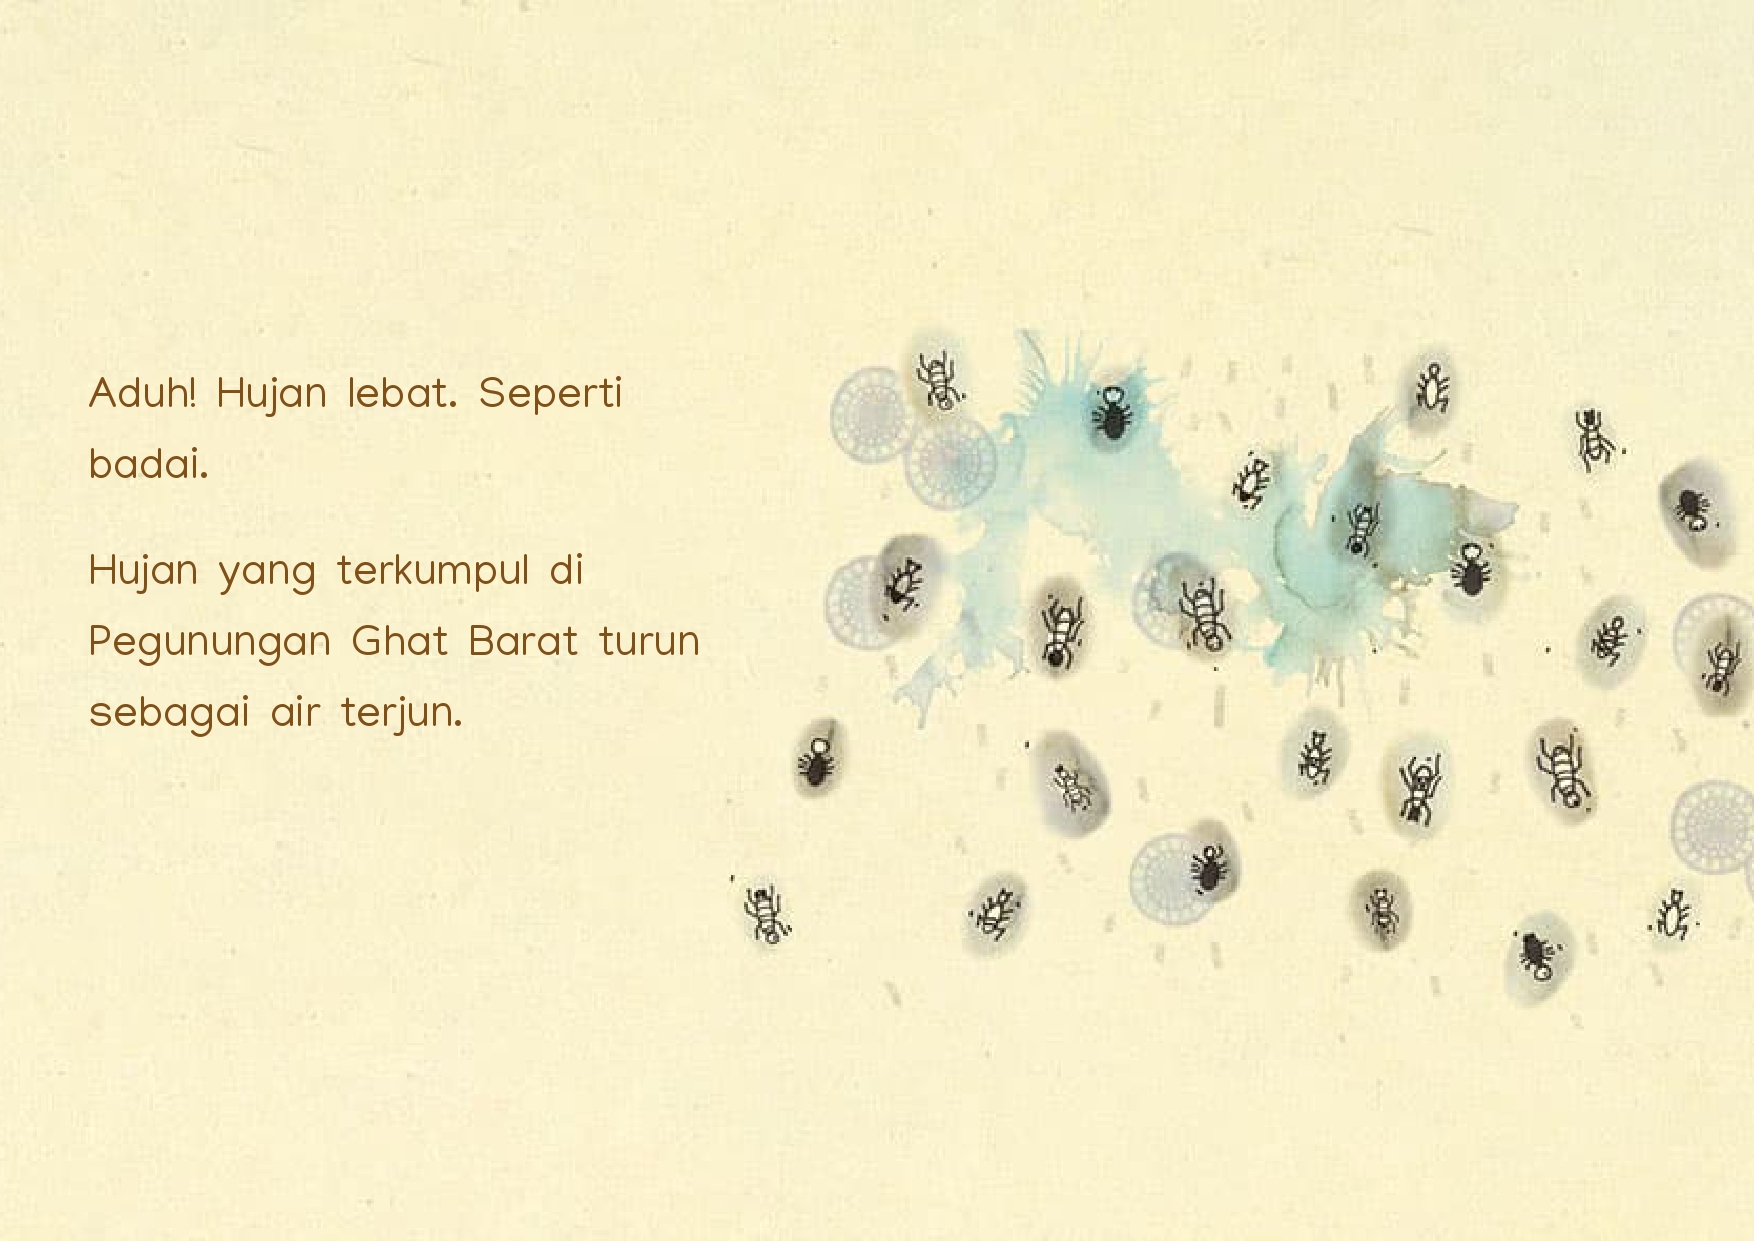 Aduh! Hujan lebat. Seperti
badai.
Hujan yang terkumpul di
Pegunungan Ghat Barat turun
sebagai air terjun.